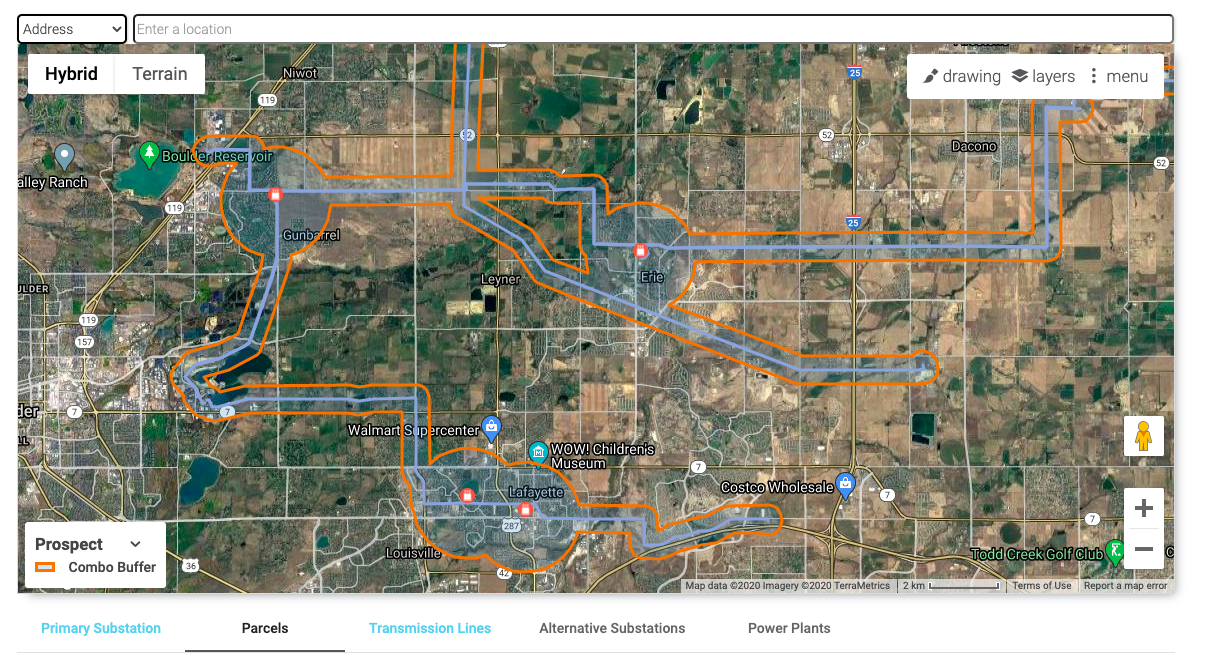 Address
Enter a location
Hybrid
Terrain
drawing
layers
menu
Niwot
119
25
52
52
Dacono
52
Boulder Reservoir
alley Ranch
119
Gunbarrel
25
Leyner
Erie
ULDER
119
157
der
7
7
Walmart Supercenter
WOW! Children's
Museum
7
Costco Wholesale
7
Lafayette
287
7
Louisville
42
36
Todd Creek Golf Club
C
Prospect
Combo Buffer
Map data ©2020 Imagery ©2020 TerraMetrics
2 km
Terms of Use
Report a map error
Primary Substation
Parcels
Transmission Lines
Alternative Substations
Power Plants